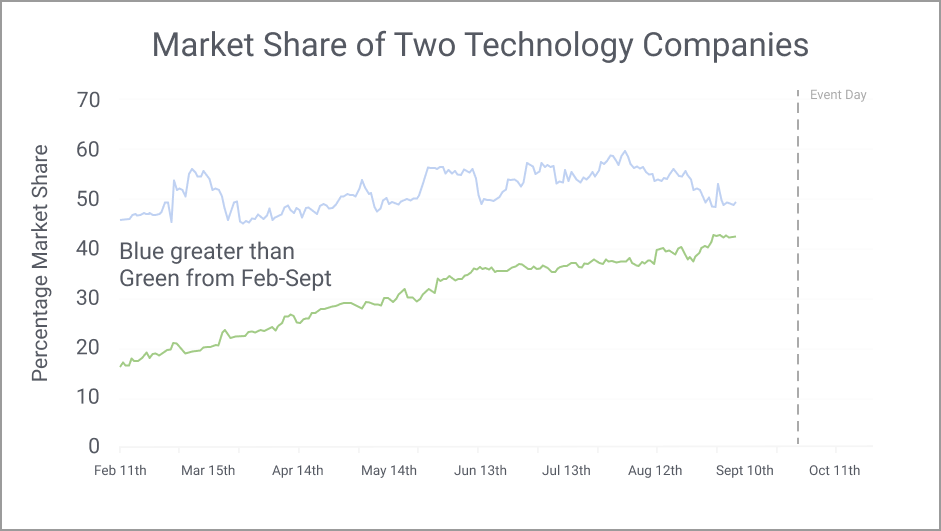 Market Share of Two Technology Companies
Event Day
70
60
50
40
30
20
10
0
Percentage Market Share
Blue greater than
Green from Feb-Sept
Feb 11th Mar 15th Apr 14th May 14th Jun 13th Jul 13th Aug 12th Sept 10th Oct 11th